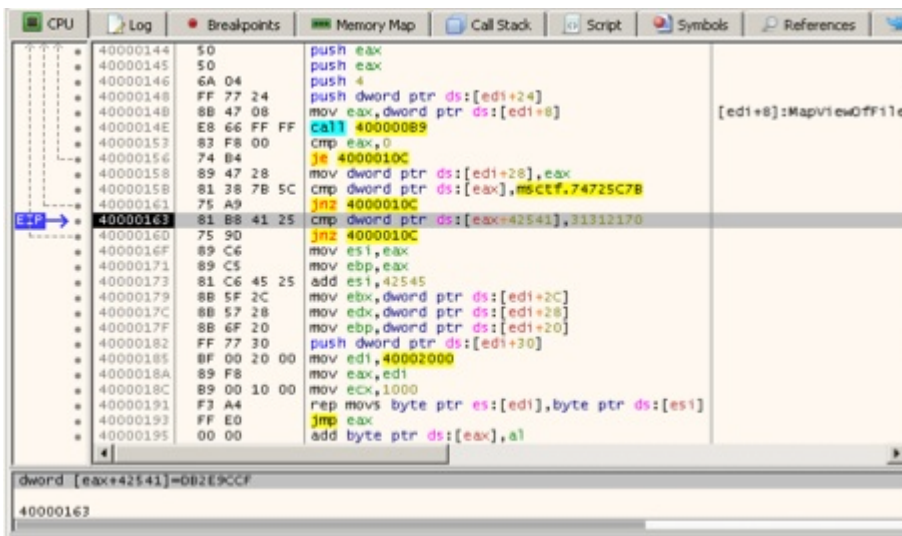 CPU Log Breakpoints Memory Map Call Stack Script Symbols References
40000144 50 push eax
40000145 50 push eax
40000146 6A 04 push 4
40000148 FF 77 24 push dword ptr ds:[edi+24]
4000014B 8B 47 08 mov eax,dword ptr ds:[edi+8] [edi+8]:MapViewOfFile
4000014E E8 66 FF FF call 400000B9
40000153 83 F8 00 cmp eax,0
40000156 74 B4 je 4000010C
40000158 89 47 28 mov dword ptr ds:[edi+28],eax
4000015B 81 38 7B 5C cmp dword ptr ds:[eax],msctf.74725C7B
40000161 75 A9 jnz 4000010C
EIP 40000163 81 B8 41 25 cmp dword ptr ds:[eax+42541],31312170
4000016D 75 9D jnz 4000010C
4000016F 89 C6 mov esi,eax
40000171 89 C5 mov ebp,eax
40000173 81 C6 45 25 add esi,42545
40000179 8B 5F 2C mov ebx,dword ptr ds:[edi+2C]
4000017C 8B 57 28 mov edx,dword ptr ds:[edi+28]
4000017F 8B 6F 20 mov ebp,dword ptr ds:[edi+20]
40000182 FF 77 30 push dword ptr ds:[edi+30]
40000185 BF 00 20 00 mov edi,40002000
4000018A 89 F8 mov eax,edi
4000018C B9 00 10 00 mov ecx,1000
40000191 F3 A4 rep movs byte ptr es:[edi],byte ptr ds:[esi]
40000193 FF E0 jmp eax
40000195 00 00 add byte ptr ds:[eax],al
dword [eax+42541]=DB2E9CCF
40000163